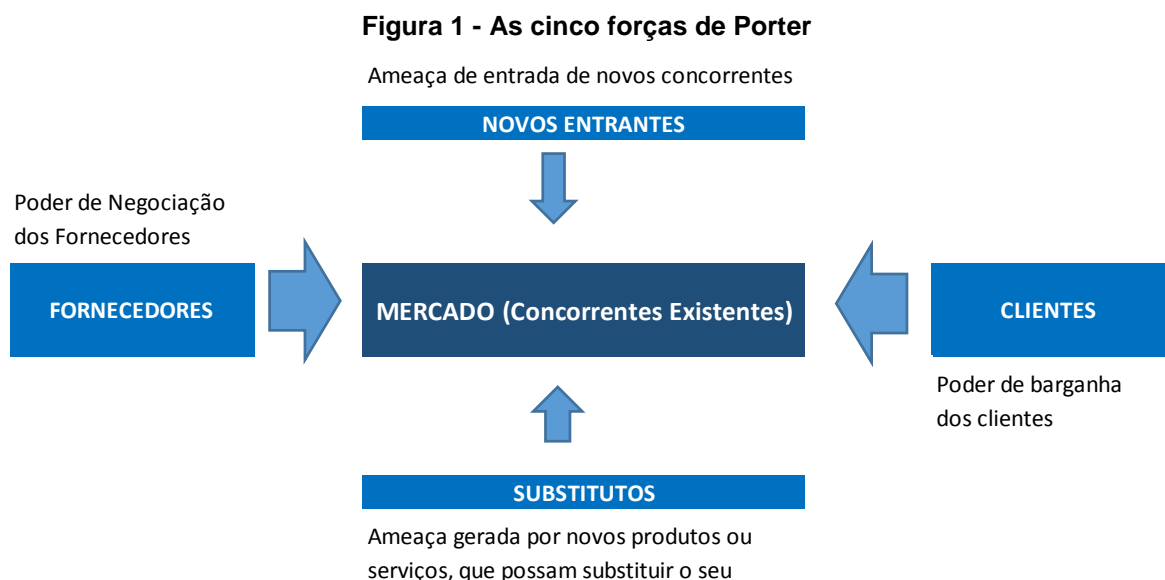 Figura 1 - As cinco forças de Porter
Ameaça de entrada de novos concorrentes
NOVOS ENTRANTES
Poder de Negociação
dos Fornecedores
FORNECEDORES
MERCADO (Concorrentes Existentes)
CLIENTES
Poder de barganha
dos clientes
SUBSTITUTOS
Ameaça gerada por novos produtos ou
serviços, que possam substituir o seu